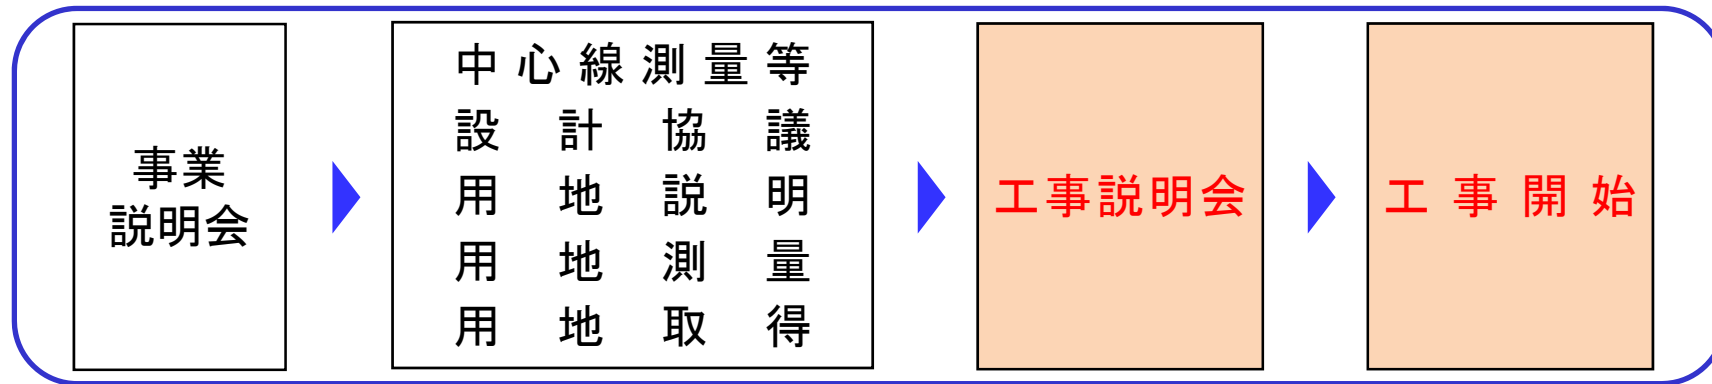 事業
説明会
中心線測量等
設計協議
用地説明
用地測量
用地取得
工事説明会
工事開始